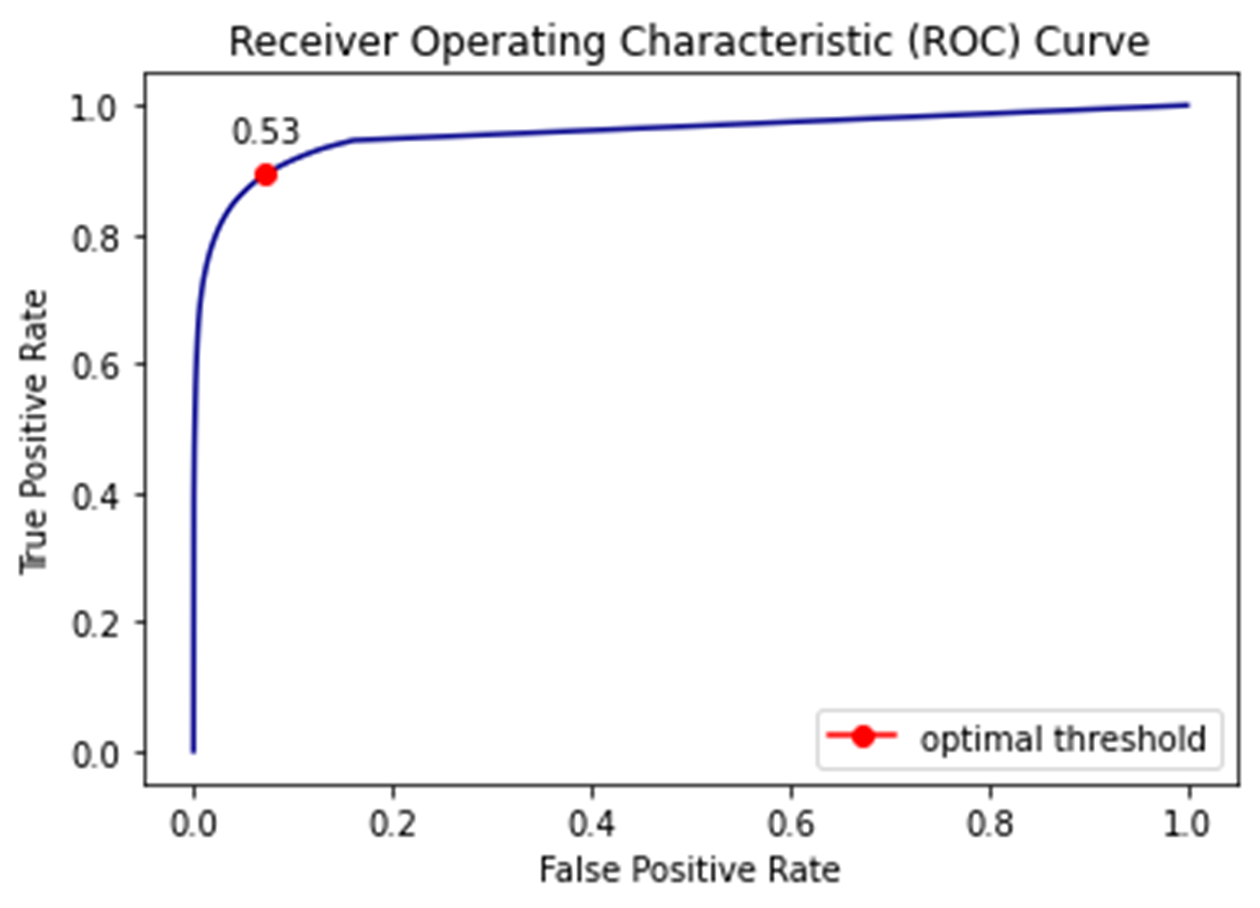 Receiver Operating Characteristic (ROC) Curve
1.0
0.8
0.6
0.4
0.2
0.0
True Positive Rate
0.53
optimal threshold
0.0 0.2 0.4 0.6 0.8 1.0
False Positive Rate